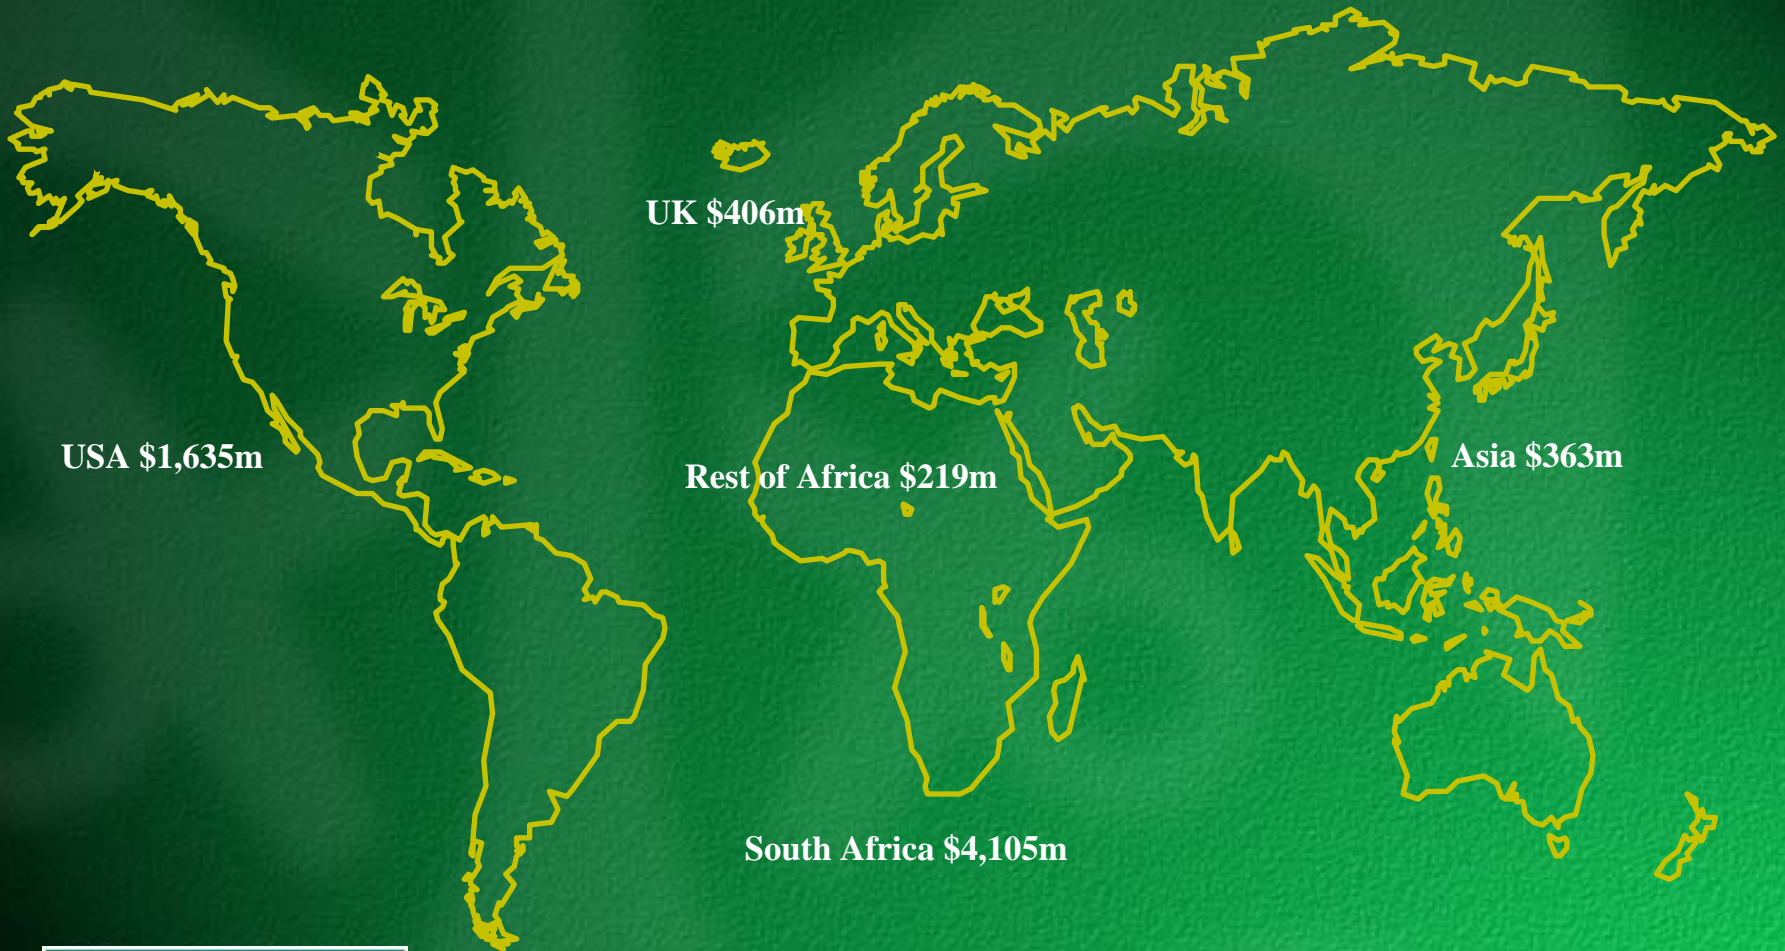 UK $406m
USA $1,635m
Asia $363m
Rest of Africa $219m
South Africa $4,105m